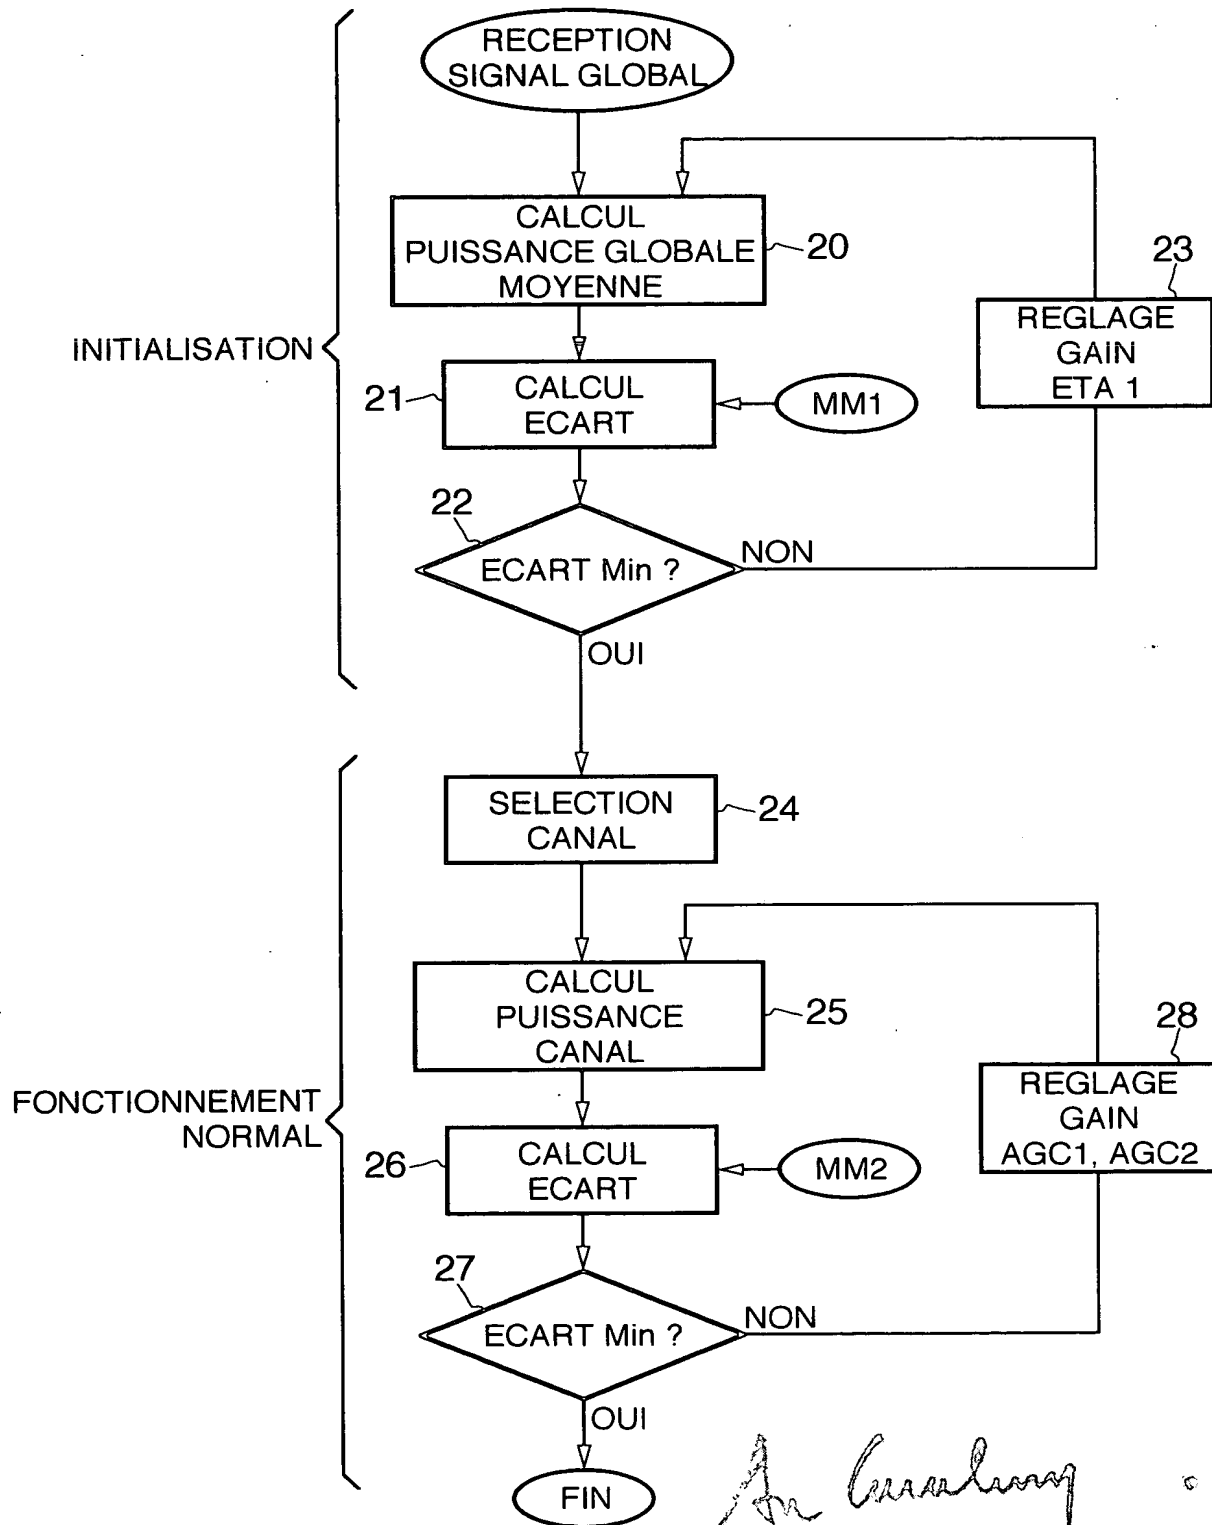 RECEPTION
SIGNAL GLOBAL
CALCUL
PUISSANCE GLOBALE
MOYENNE
20
23
REGLAGE
GAIN
ETA 1
INITIALISATION
21
CALCUL
ECART
MM1
22
ECART Min ?
NON
OUI
SELECTION
CANAL
24
CALCUL
PUISSANCE
CANAL
25
28
REGLAGE
GAIN
AGC1, AGC2
FONCTIONNEMENT
NORMAL
26
CALCUL
ECART
MM2
27
ECART Min ?
NON
OUI
FIN